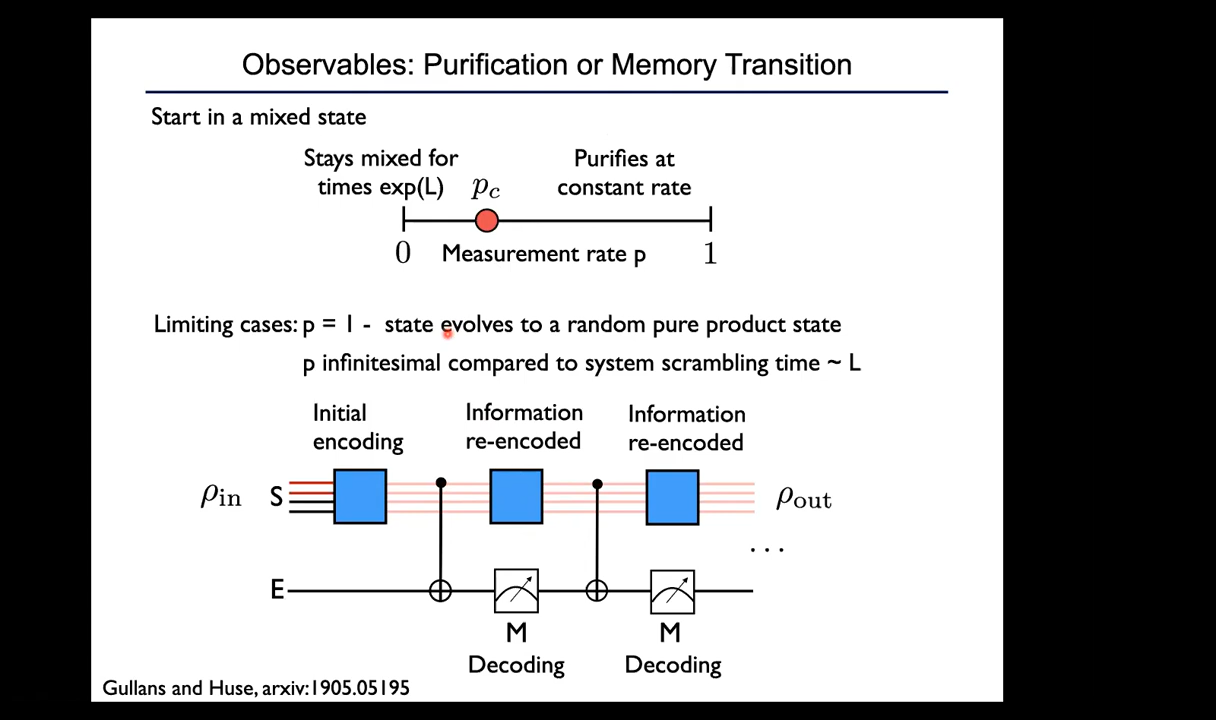 Observables: Purification or Memory Transition
Start in a mixed state
Stays mixed for
times exp(L)
p_c
Purifies at
constant rate
0
Measurement rate p
1
Limiting cases: p = 1 - state evolves to a random pure product state
p infinitesimal compared to system scrambling time ~ L
Initial
encoding
Information
re-encoded
Information
re-encoded
ρin
S
ρout
...
E
M
Decoding
M
Decoding
Gullans and Huse, arxiv:1905.05195